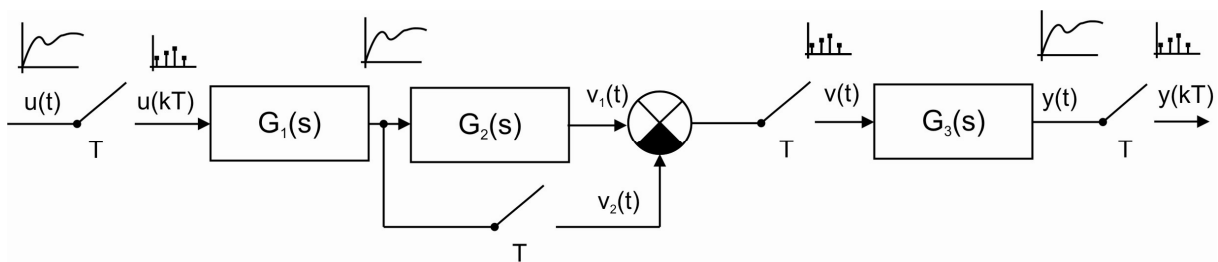 u(t)
T
u(kT)
G₁(s)
G₂(s)
v₁(t)
T
v₂(t)
T
v(t)
G₃(s)
y(t)
T
y(kT)